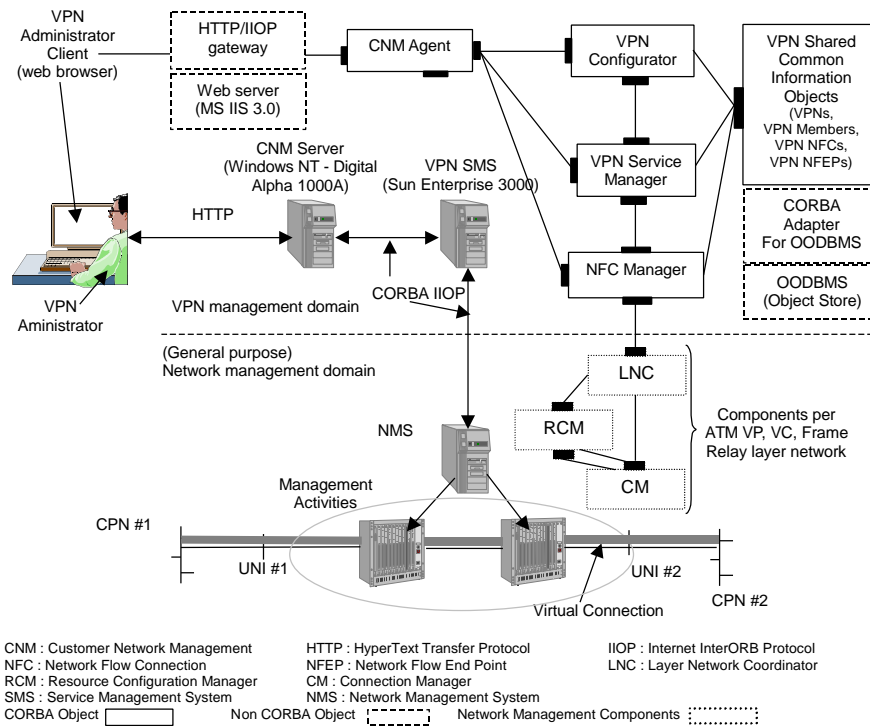 VPN
Administrator
Client
(web browser)
HTTP/IIOP
gateway
Web server
(MS IIS 3.0)
CNM Agent
VPN
Configurator
VPN Shared
Common
Information
Objects
(VPNs,
VPN Members,
VPN NFCs,
VPN NFEPs)
CNM Server
(Windows NT - Digital
Alpha 1000A)
VPN SMS
(Sun Enterprise 3000)
VPN Service
Manager
CORBA
Adapter
For OODBMS
HTTP
NFC Manager
OODBMS
(Object Store)
CORBA IIOP
VPN
Aministrator
VPN management domain
(General purpose)
Network management domain
LNC
RCM
CM
Components per
ATM VP, VC, Frame
Relay layer network
NMS
Management
Activities
CPN #1
UNI #1
UNI #2
Virtual Connection
CPN #2
CNM : Customer Network Management
HTTP : HyperText Transfer Protocol
IIOP : Internet InterORB Protocol
NFC : Network Flow Connection
NFEP : Network Flow End Point
LNC : Layer Network Coordinator
RCM : Resource Configuration Manager
CM : Connection Manager
SMS : Service Management System
NMS : Network Management System
CORBA Object
Non CORBA Object
Network Management Components